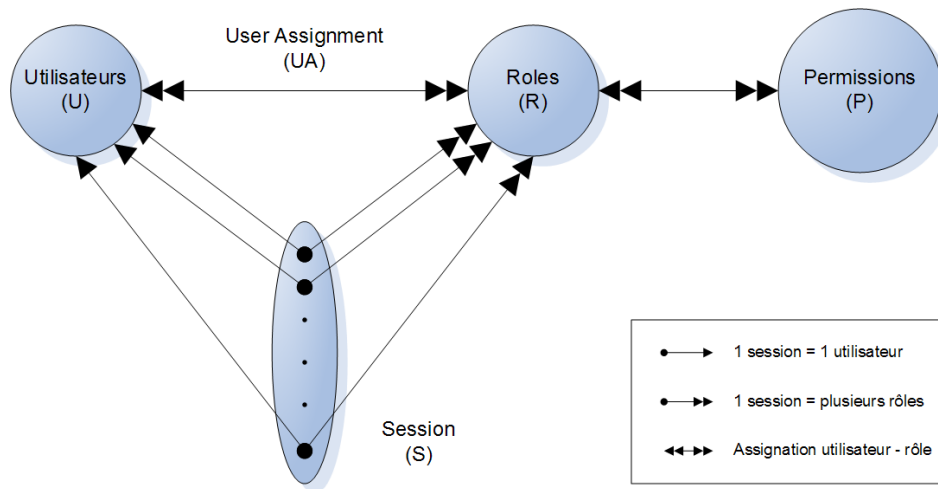 User Assignment
(UA)
Utilisateurs
(U)
Roles
(R)
Permissions
(P)
Session
(S)
1 session = 1 utilisateur
1 session = plusieurs rôles
Assignation utilisateur - rôle